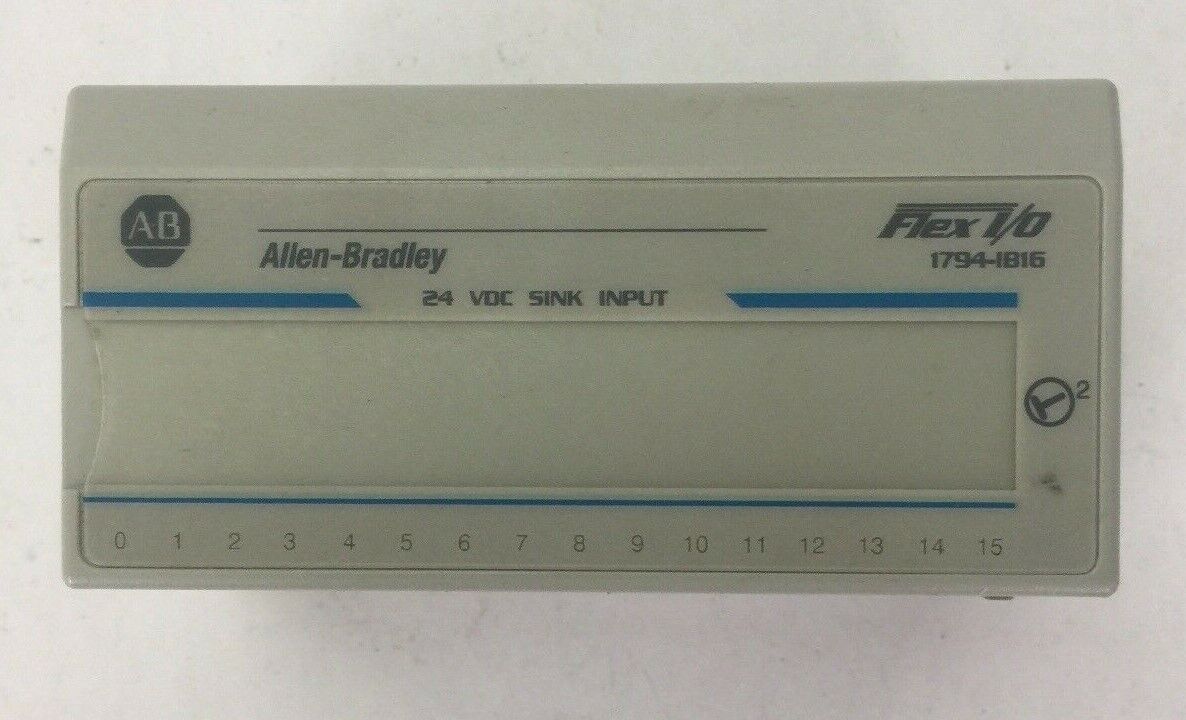 AB
Allen-Bradley
Flex I/O
1794-IB16
24 VDC SINK INPUT
2
0 1 2 3 4 5 6 7 8 9 10 11 12 13 14 15